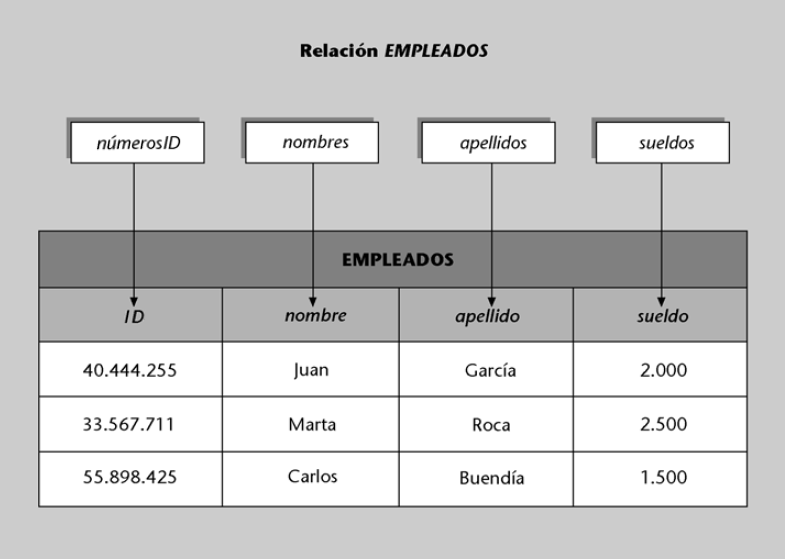 Relación EMPLEADOS
númerosID nombres apellidos sueldos
EMPLEADOS
ID nombre apellido sueldo
40.444.255 Juan García 2.000
33.567.711 Marta Roca 2.500
55.898.425 Carlos Buendía 1.500